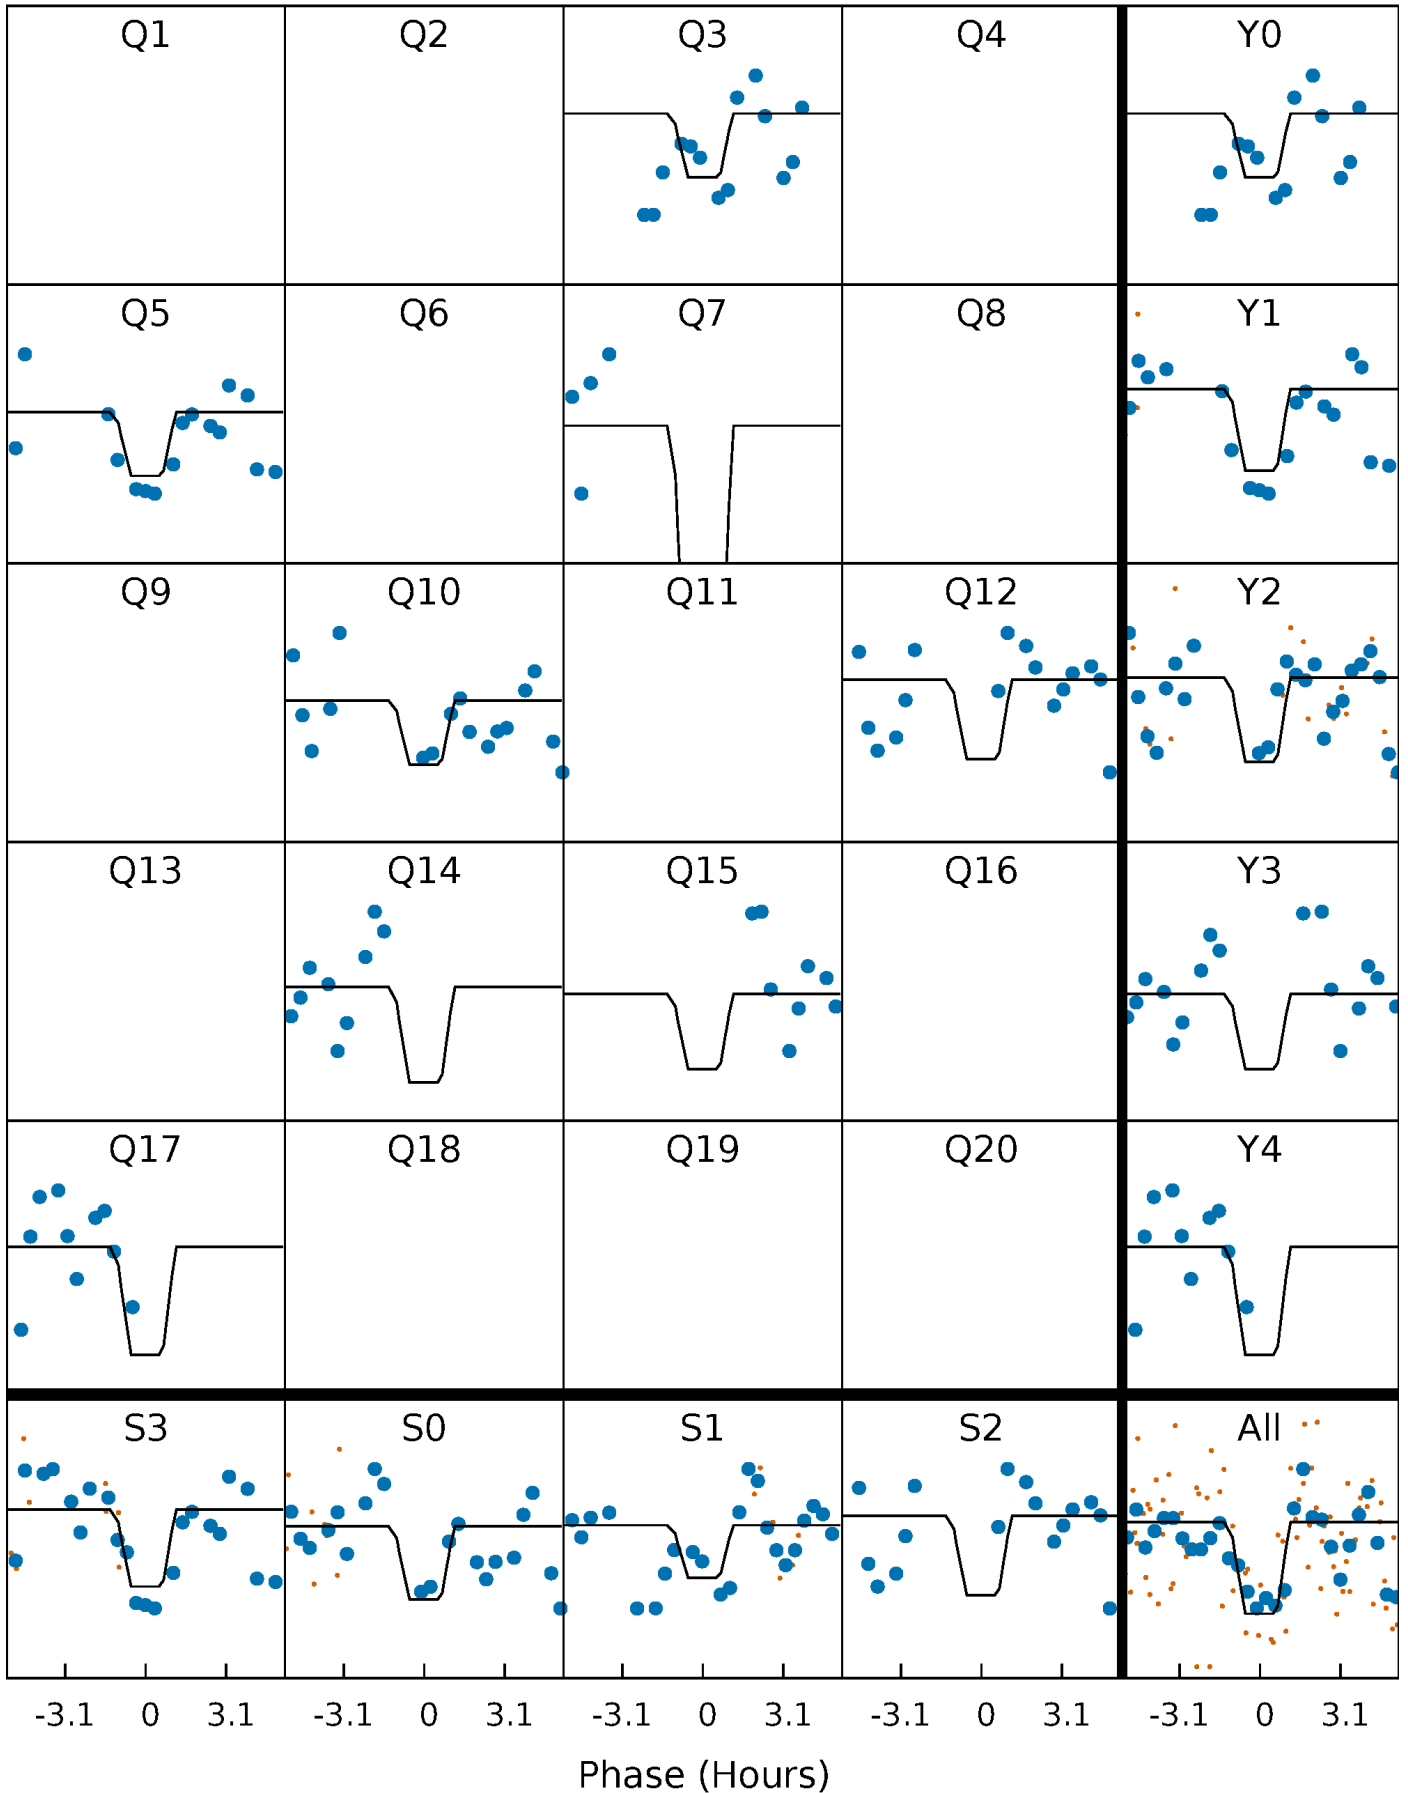 Q1 Q2 Q3 Q4 Y0
Q5 Q6 Q7 Q8 Y1
Q9 Q10 Q11 Q12 Y2
Q13 Q14 Q15 Q16 Y3
Q17 Q18 Q19 Q20 Y4
S3 S0 S1 S2 All
-3.1 0 3.1 -3.1 0 3.1 -3.1 0 3.1 -3.1 0 3.1 -3.1 0 3.1
Phase (Hours)